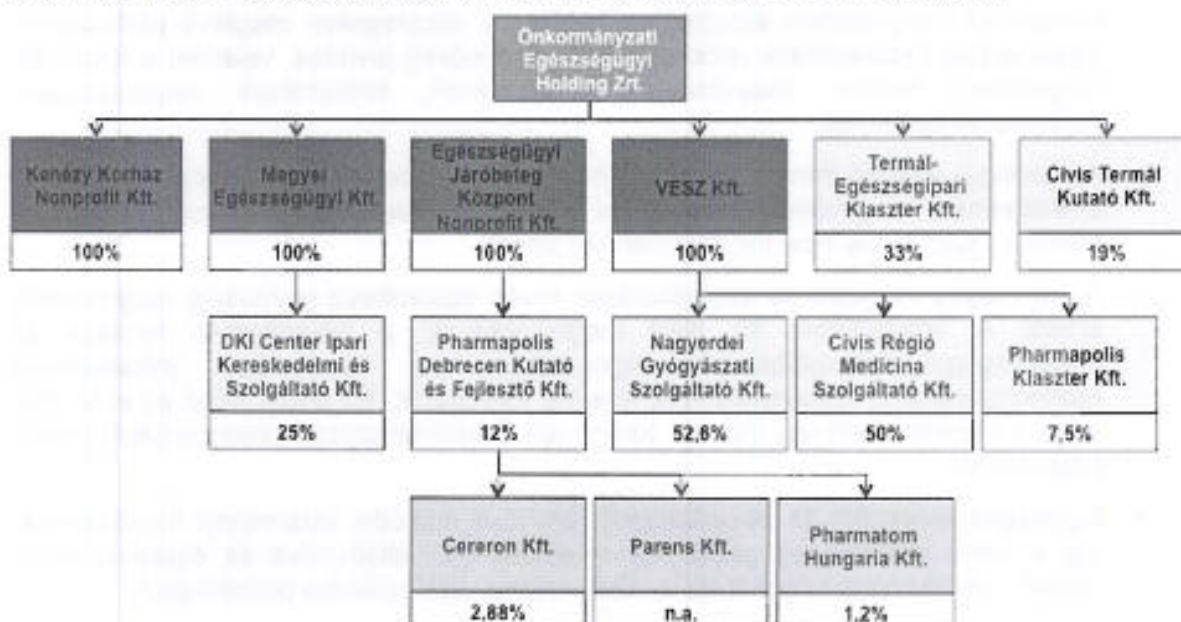 Önkormányzati
Egészségügyi
Holding Zrt.
Kenézy Korhaz
Nonprofit Kft.
100%
Megyei
Egészségügyi Kft.
100%
Egészségügyi
Járóbeteg
Központ
Nonprofit Kft.
100%
VESZ Kft.
100%
Termál-
Egészségipari
Klaszter Kft.
33%
Civis Termál
Kutató Kft.
19%
DKI Center Ipari
Kereskedelmi és
Szolgáltató Kft.
25%
Pharmapolis
Debrecen Kutató
és Fejlesztő Kft.
12%
Nagyerdei
Gyógyászati
Szolgáltató Kft.
52,8%
Civis Régió
Medicina
Szolgáltató Kft.
50%
Pharmapolis
Klaszter Kft.
7,5%
Cereron Kft.
2,88%
Parens Kft.
n.a.
Pharmatom
Hungaria Kft.
1,2%